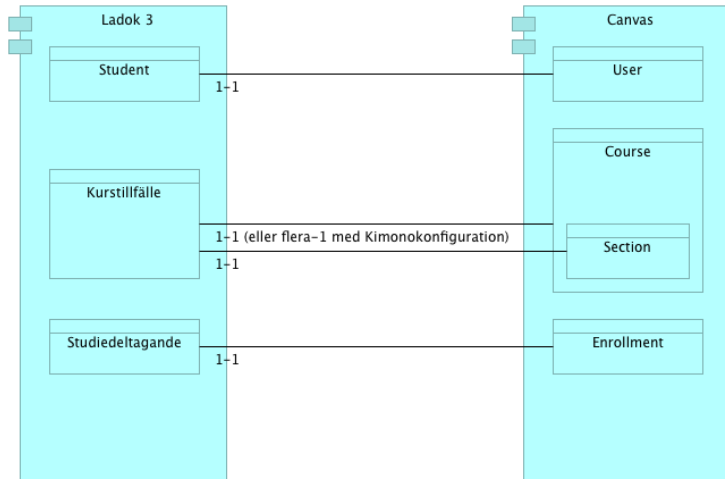 Ladok 3
Canvas
Student
User
1-1
Course
Kurstillfälle
1-1 (eller flera-1 med Kimonokonfiguration)
Section
1-1
Studiedeltagande
Enrollment
1-1